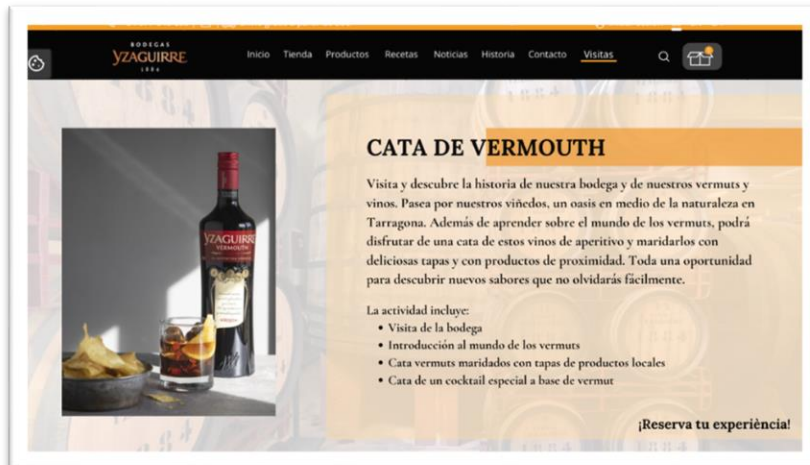 BODEGAS
YZAGUIRRE
1884
Inicio Tienda Productos Recetas Noticias Historia Contacto Visitas
1884
1884
CATA DE VERMOUTH
Visita y descubre la historia de nuestra bodega y de nuestros vermuts y
vinos. Pasea por nuestros viñedos, un oasis en medio de la naturaleza en
Tarragona. Además de aprender sobre el mundo de los vermuts, podrá
disfrutar de una cata de estos vinos de aperitivo y maridarlos con
deliciosas tapas y con productos de proximidad. Toda una oportunidad
para descubrir nuevos sabores que no olvidarás fácilmente.
YZAGUIRRE
VERMOUTH
La actividad incluye:
• Visita de la bodega
• Introducción al mundo de los vermuts
• Cata vermuts maridados con tapas de productos locales
• Cata de un cocktail especial a base de vermut
¡Reserva tu experiència!